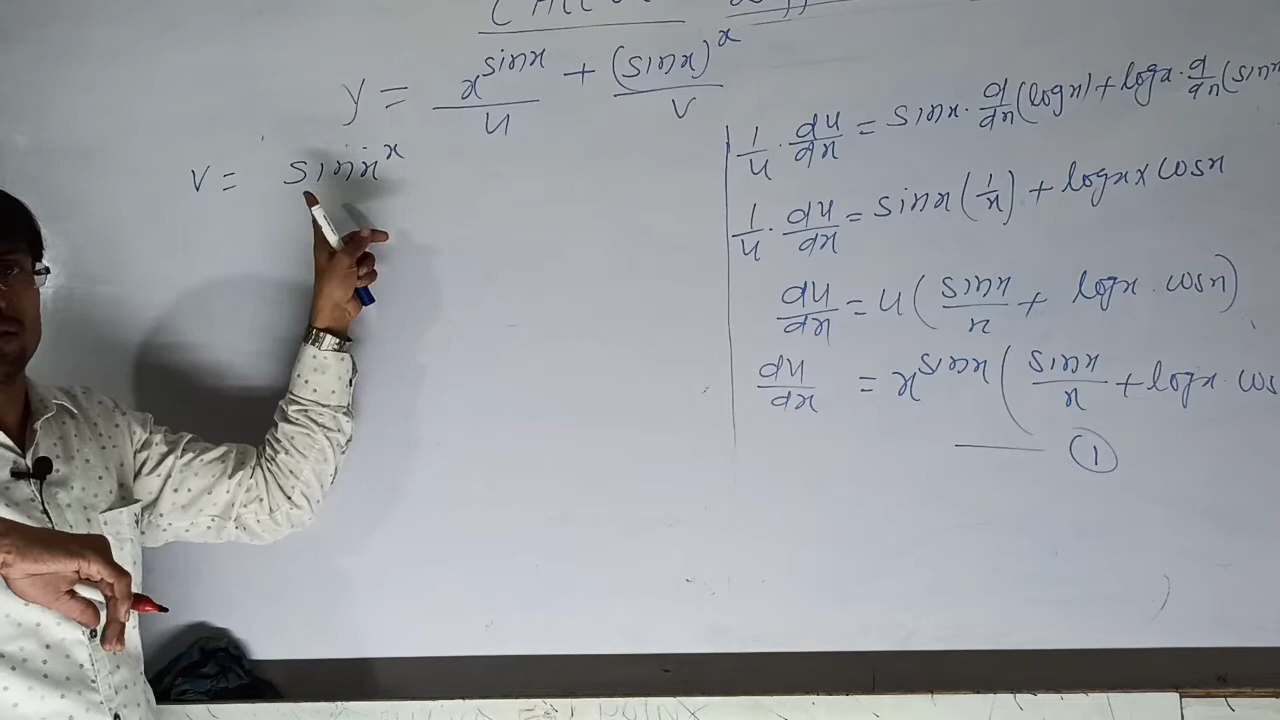 y = x^sinx + (sinx)^x
u v
v = sinx^x
1/u · du/dx = sinx · d/dx (logx) + logx · d/dx (sinx
1/u · du/dx = sinx (1/x) + logx x cosx
du/dx = u ( sinx/x + logx . cosx )
du/dx = x^sinx ( sinx/x + logx · cos
—— ①